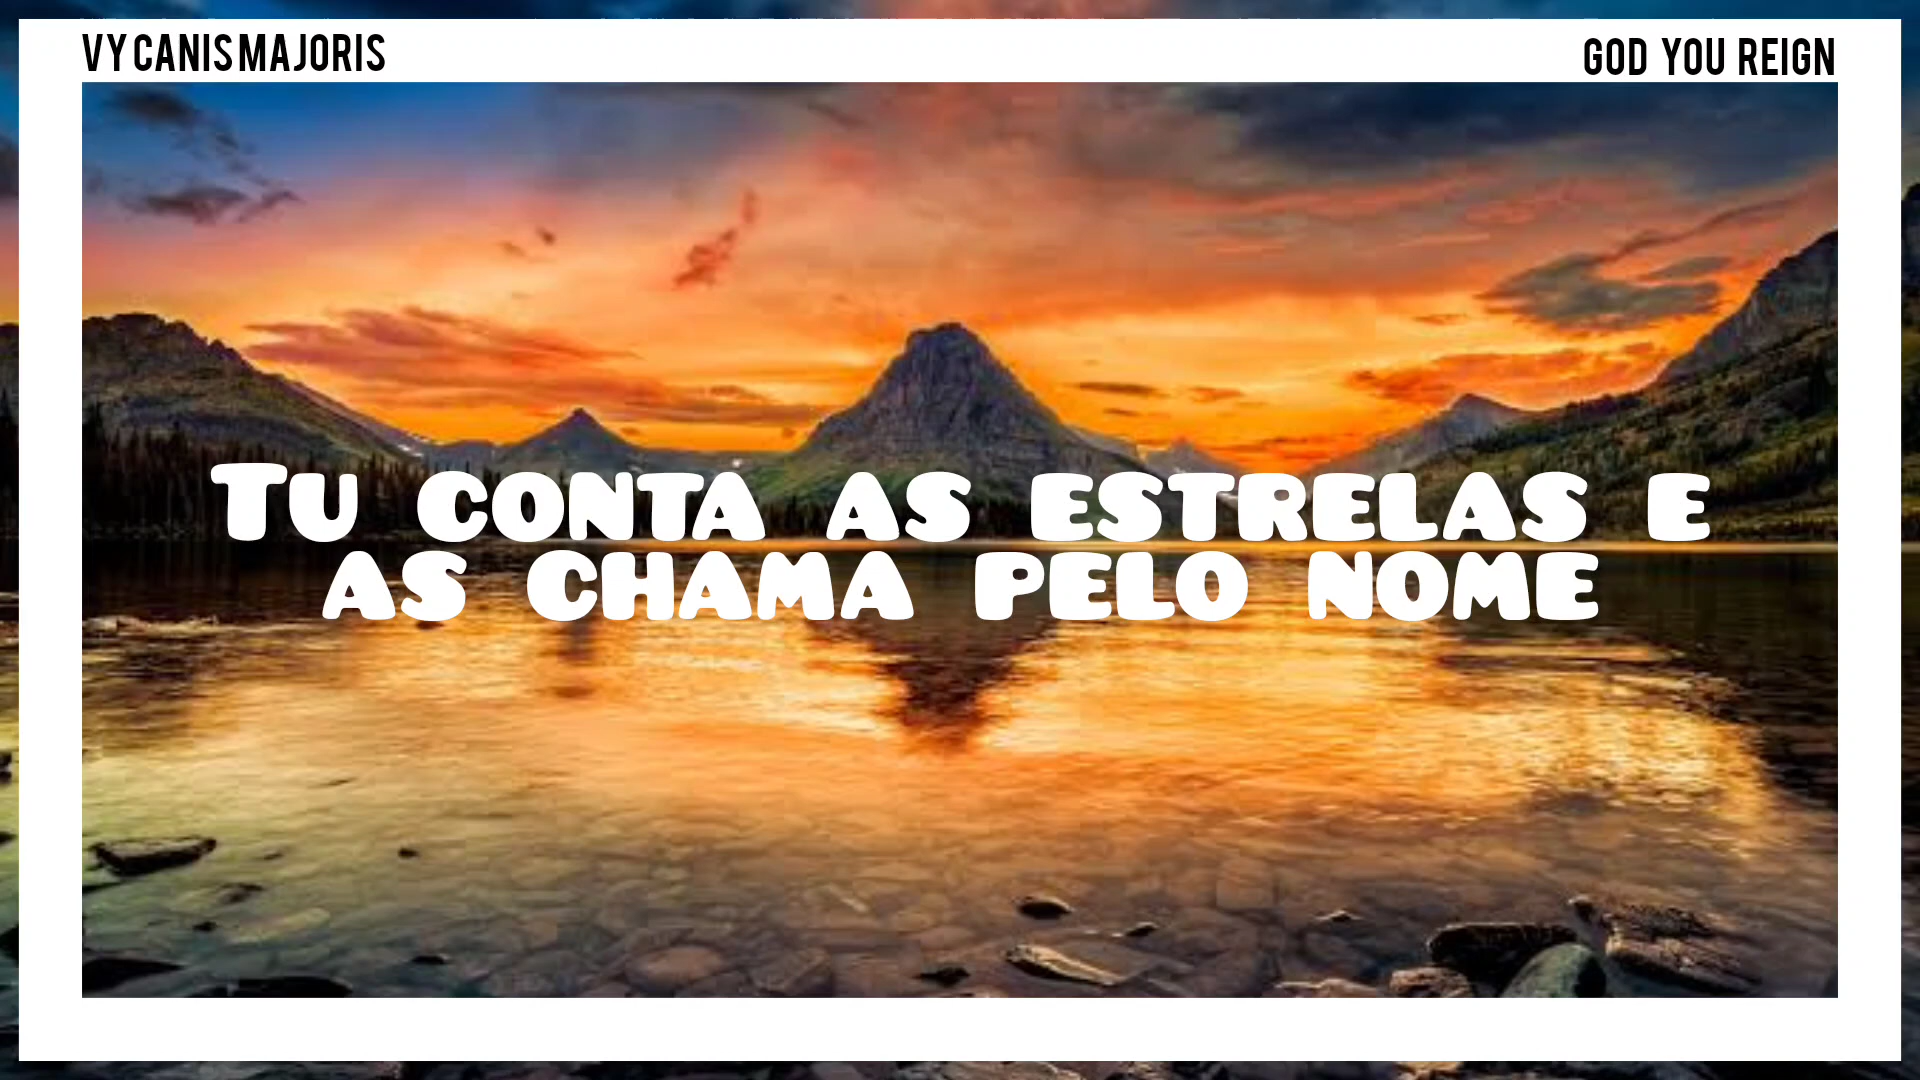 VY CANIS MAJORIS
GOD YOU REIGN
Tu conta as estrelas e
as chama pelo nome